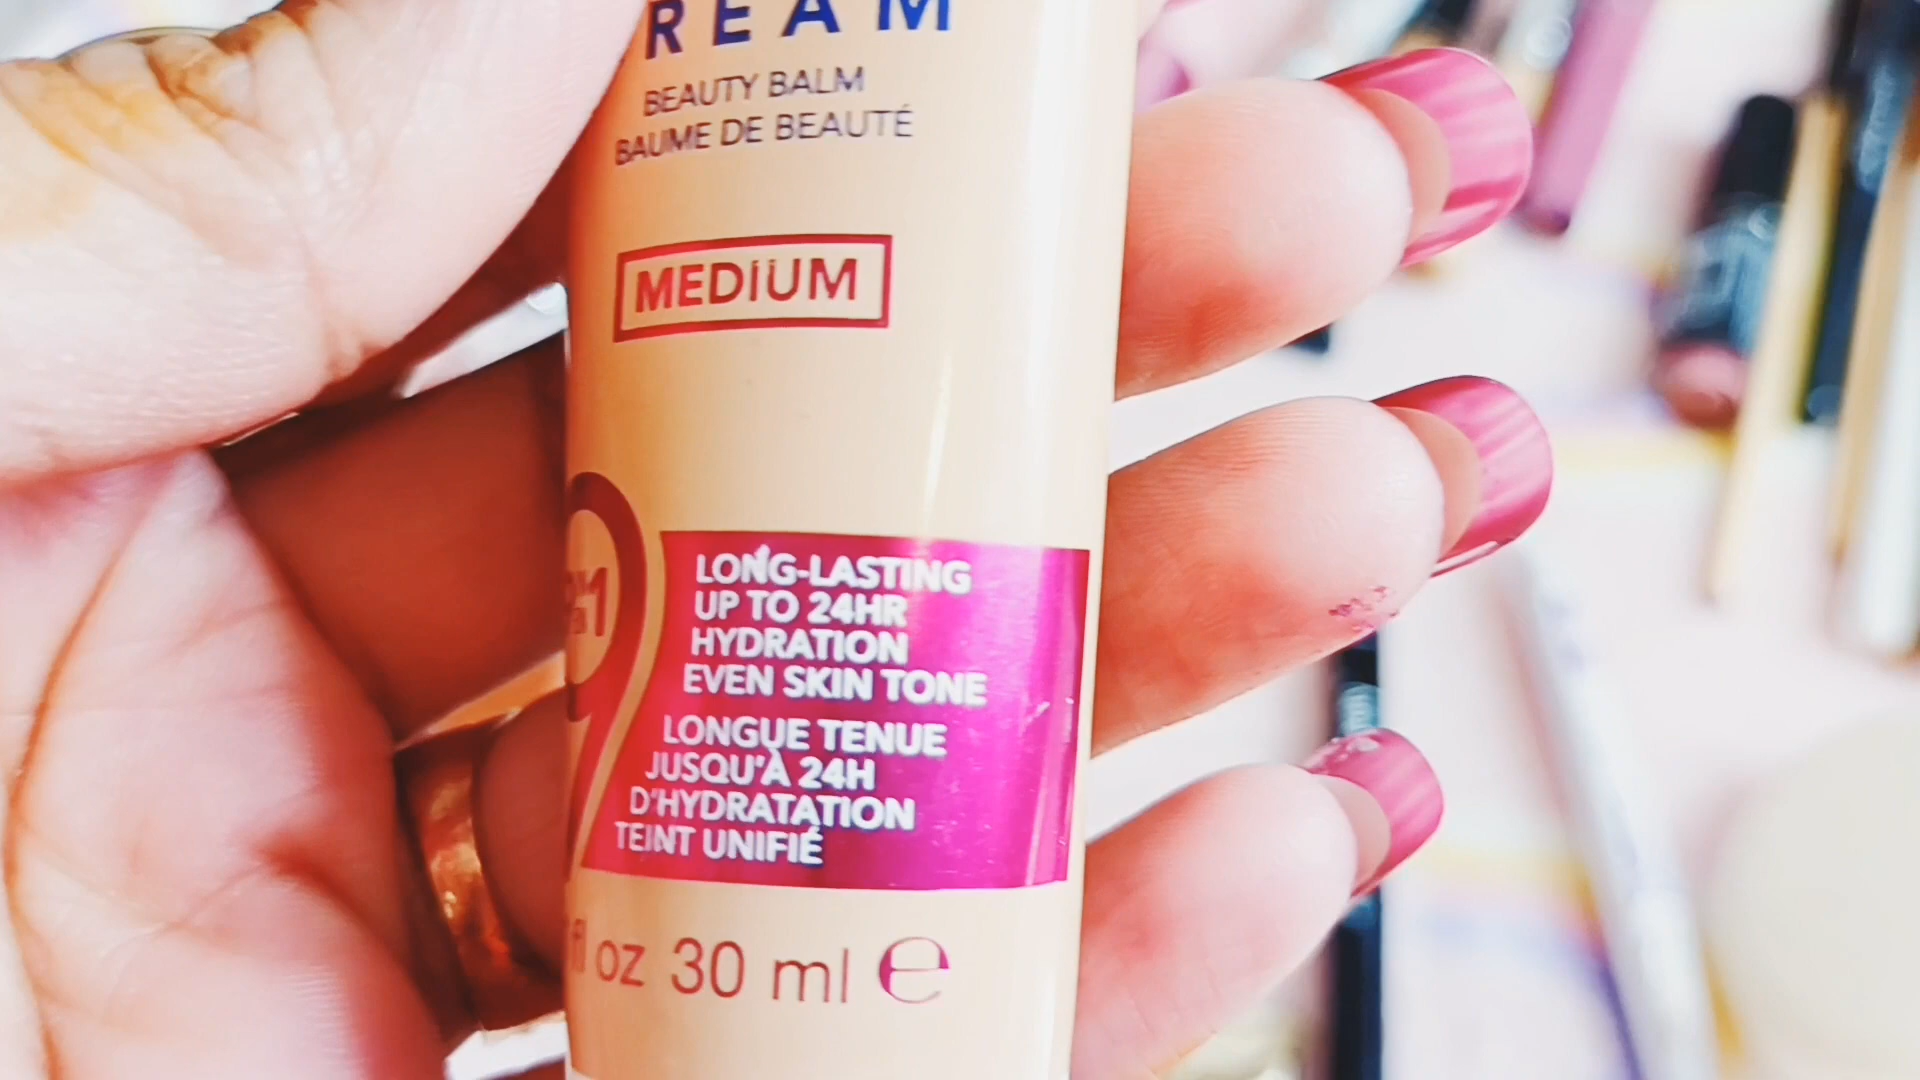 REAM
BEAUTY BALM
BAUME DE BEAUTÉ
MEDIUM
LONG-LASTING
UP TO 24HR
HYDRATION
EVEN SKIN TONE
LONGUE TENUE
JUSQU'À 24H
D'HYDRATATION
TEINT UNIFIÉ
fl oz 30 ml ℮